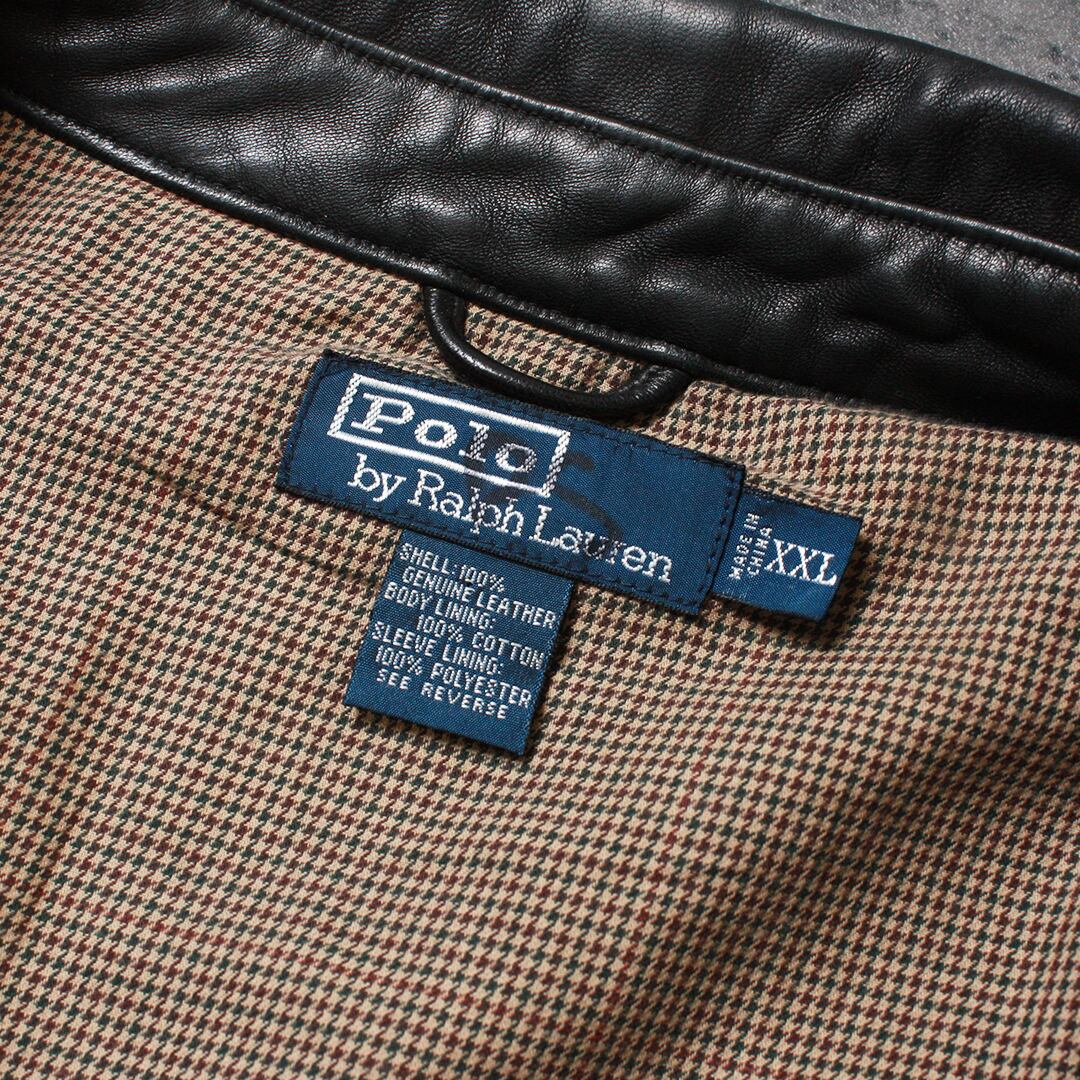 Polo
by Ralph Lauren
MADE IN
CHINA
XXL
SHELL:100%
GENUINE LEATHER
BODY LINING:
100% COTTON
SLEEVE LINING:
100% POLYESTER
SEE REVERSE